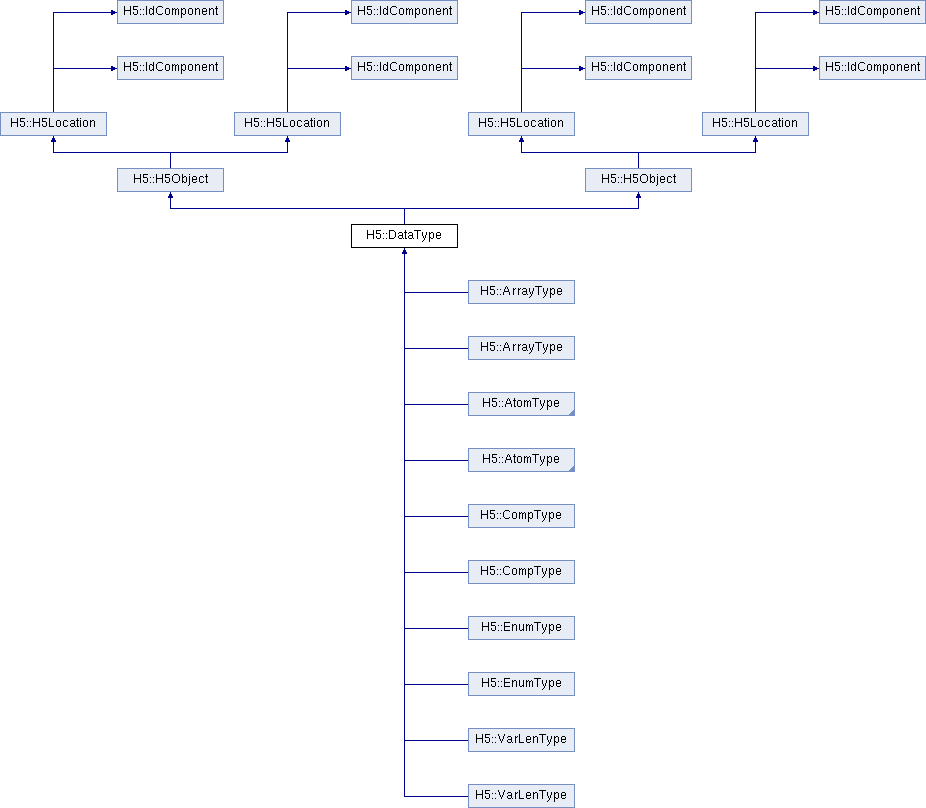 H5::IdComponent
H5::IdComponent
H5::IdComponent
H5::IdComponent
H5::IdComponent
H5::IdComponent
H5::IdComponent
H5::IdComponent
H5::H5Location
H5::H5Location
H5::H5Location
H5::H5Location
H5::H5Object
H5::H5Object
H5::DataType
H5::ArrayType
H5::ArrayType
H5::AtomType
H5::AtomType
H5::CompType
H5::CompType
H5::EnumType
H5::EnumType
H5::VarLenType
H5::VarLenType